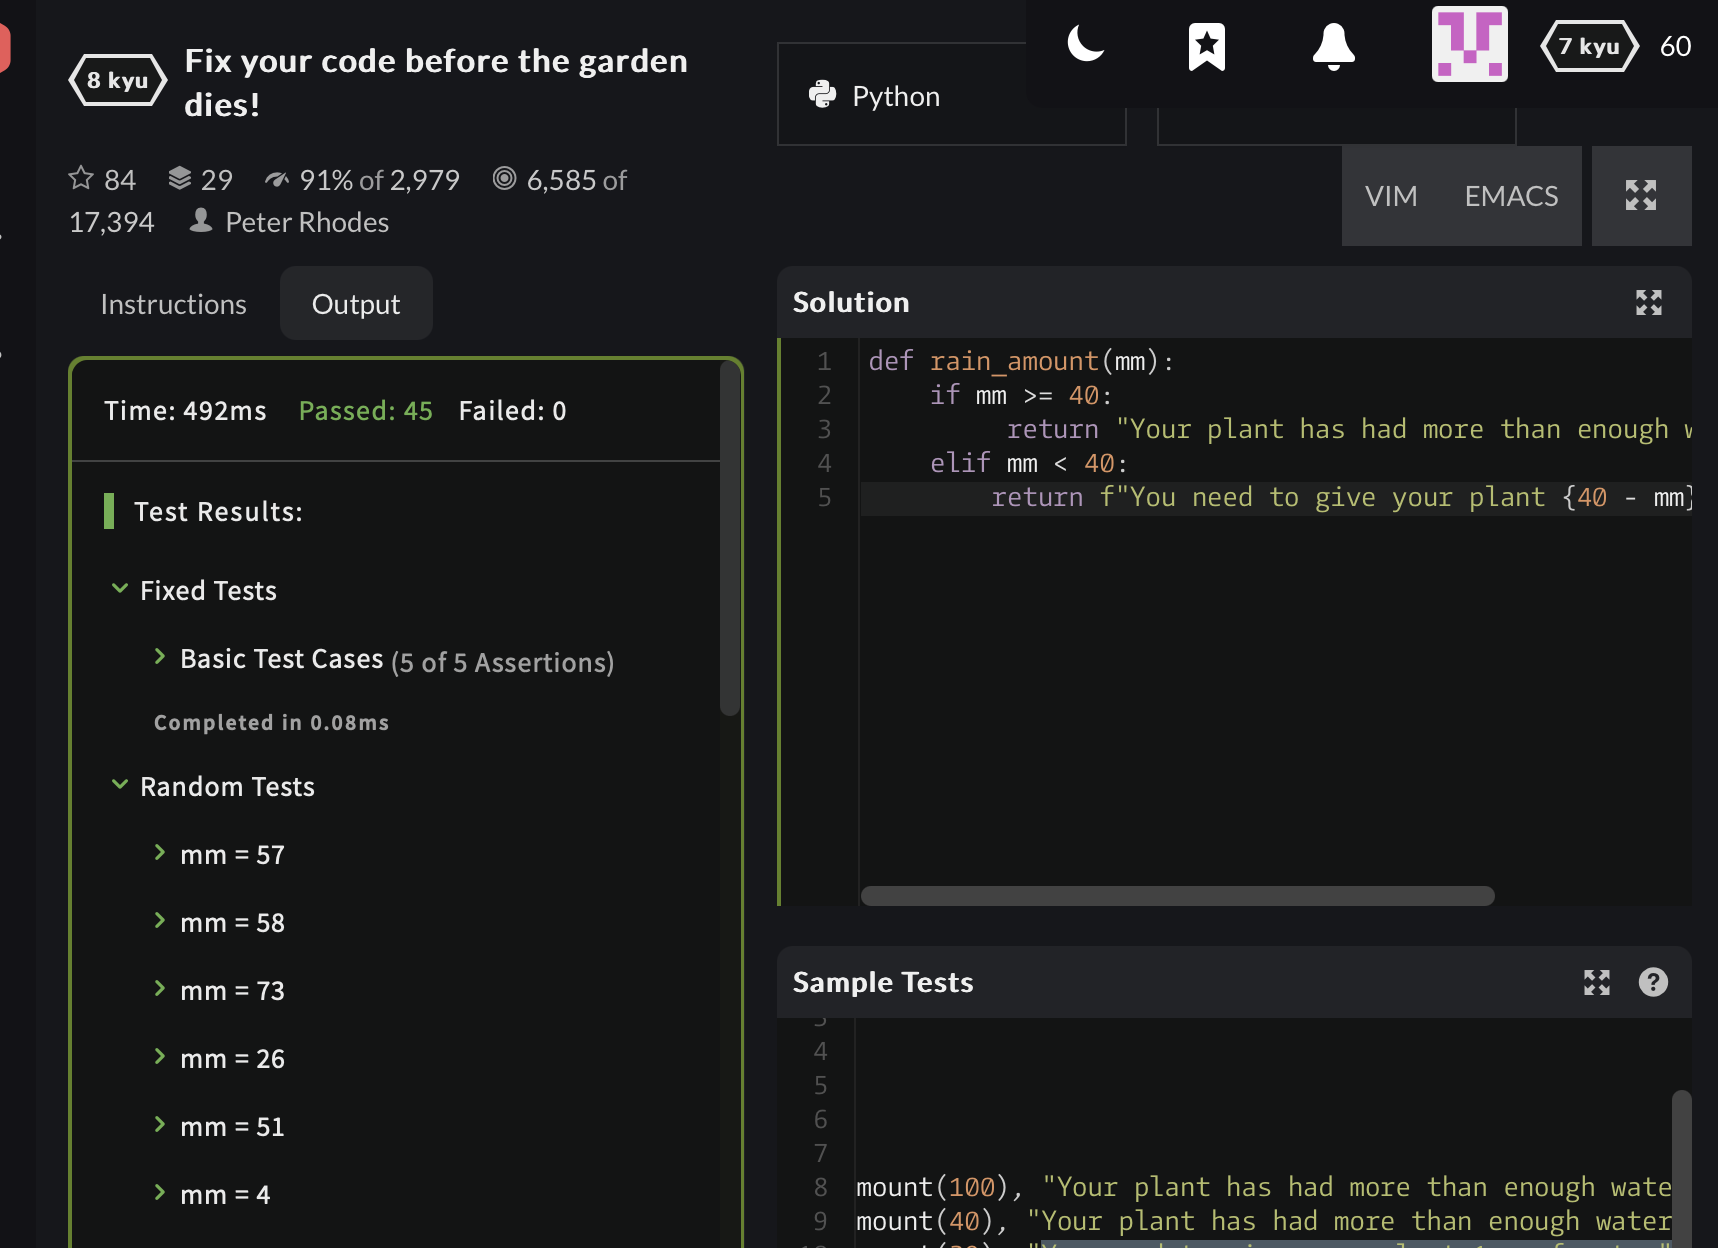 8 kyu
Fix your code before the garden
dies!
84 29 91% of 2,979 6,585 of
17,394 Peter Rhodes
Instructions Output
Time: 492ms Passed: 45 Failed: 0
Test Results:
Fixed Tests
Basic Test Cases (5 of 5 Assertions)
Completed in 0.08ms
Random Tests
mm = 57
mm = 58
mm = 73
mm = 26
mm = 51
mm = 4
Python
7 kyu 60
VIM EMACS
Solution
1 def rain_amount(mm):
2 if mm >= 40:
3 return "Your plant has had more than enough
4 elif mm < 40:
5 return f"You need to give your plant {40 - mm}
Sample Tests
4
5
6
7
8 mount(100), "Your plant has had more than enough wate
9 mount(40), "Your plant has had more than enough water